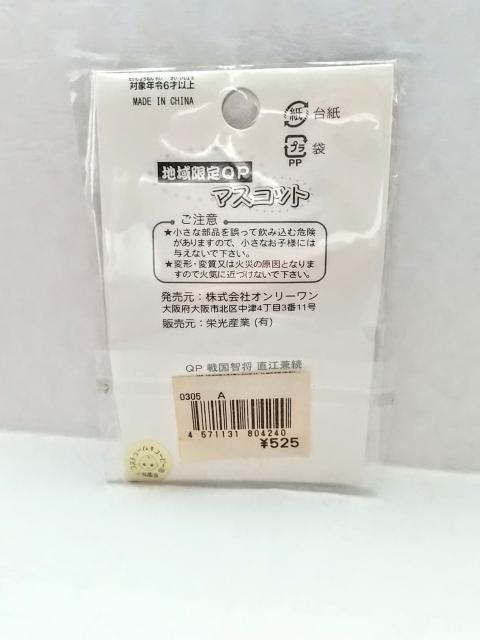 対象年令6才以上
MADE IN CHINA
紙 台紙
プラ 袋
PP
地域限定QP
マスコット
ご注意
★小さな部品を誤って飲み込む危険
がありますので、小さなお子様には
与えないで下さい。
★変形・変質又は火災の原因となりま
すので火気に近づけないで下さい。
発売元：株式会社オンリーワン
大阪府大阪市北区中津4丁目3番11号
販売元：栄光産業(有)
QP 戦国智将 直江兼続
0305 A
4 571131 804240
¥525